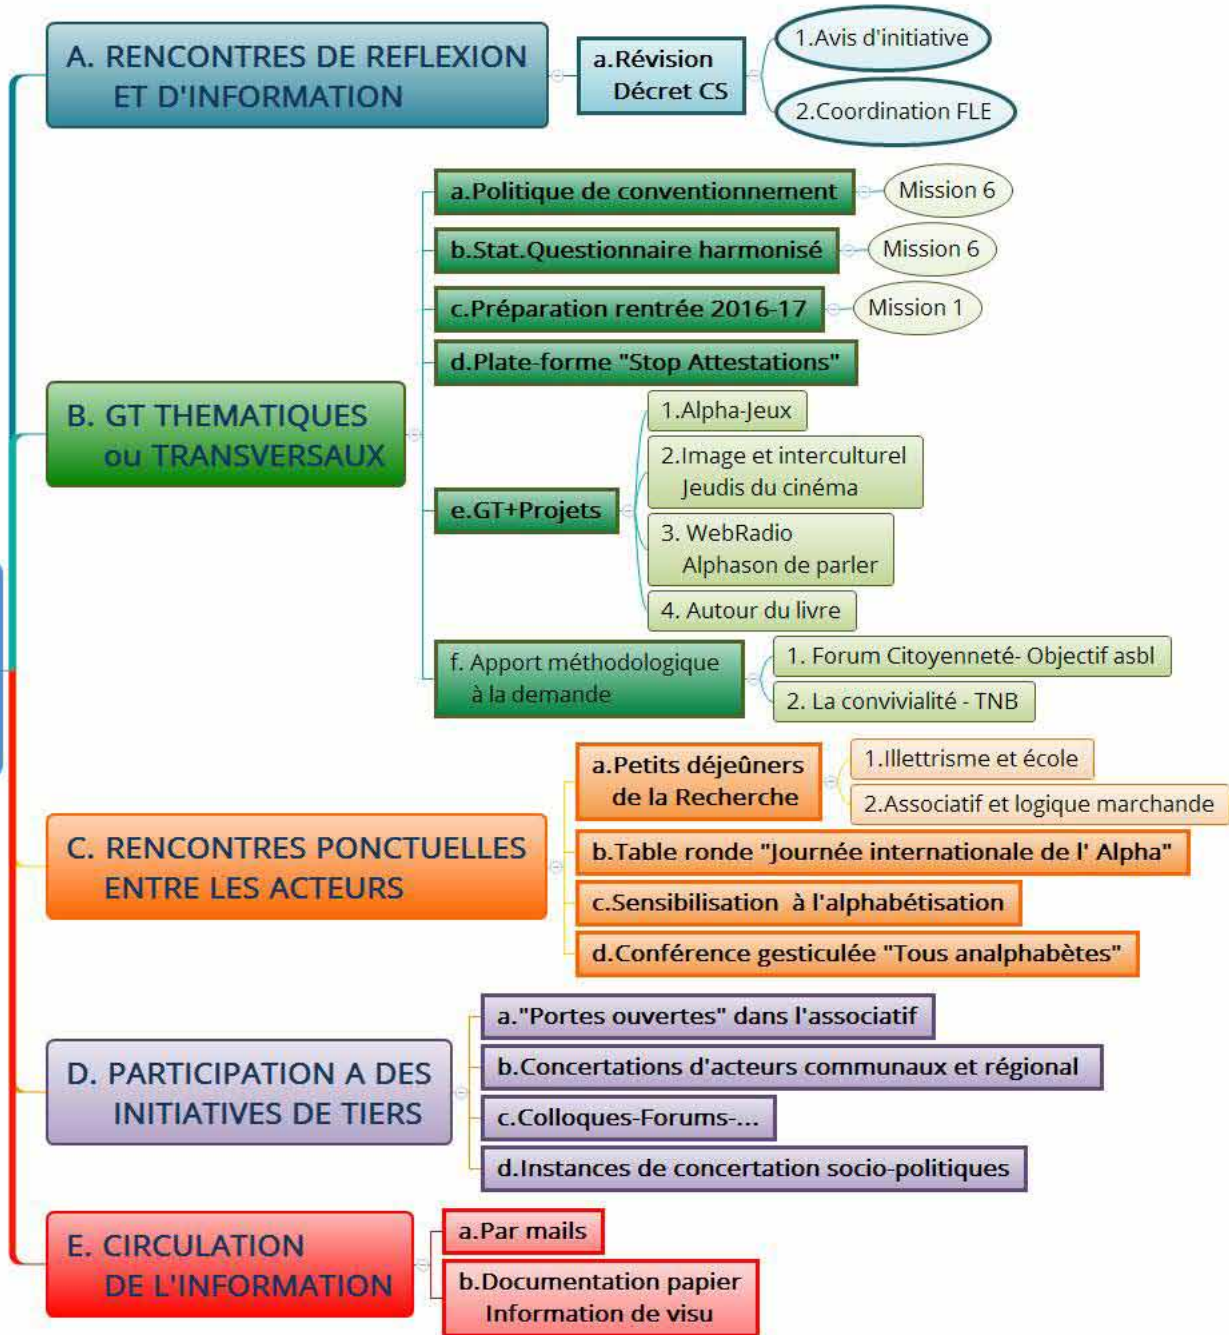 A. RENCONTRES DE REFLEXION
ET D'INFORMATION
a.Révision
Décret CS
1.Avis d'initiative
2.Coordination FLE
B. GT THEMATIQUES
ou TRANSVERSAUX
a.Politique de conventionnement
Mission 6
b.Stat.Questionnaire harmonisé
Mission 6
c.Préparation rentrée 2016-17
Mission 1
d.Plate-forme "Stop Attestations"
e.GT+Projets
1.Alpha-Jeux
2.Image et interculturel
Jeudis du cinéma
3. WebRadio
Alphason de parler
4. Autour du livre
f. Apport méthodologique
à la demande
1. Forum Citoyenneté- Objectif asbl
2. La convivialité - TNB
C. RENCONTRES PONCTUELLES
ENTRE LES ACTEURS
a.Petits déjeûners
de la Recherche
1.Illettrisme et école
2.Associatif et logique marchande
b.Table ronde "Journée internationale de l' Alpha"
c.Sensibilisation  à l'alphabétisation
d.Conférence gesticulée "Tous analphabètes"
D. PARTICIPATION A DES
INITIATIVES DE TIERS
a."Portes ouvertes" dans l'associatif
b.Concertations d'acteurs communaux et régional
c.Colloques-Forums-...
d.Instances de concertation socio-politiques
E. CIRCULATION
DE L'INFORMATION
a.Par mails
b.Documentation papier
Information de visu